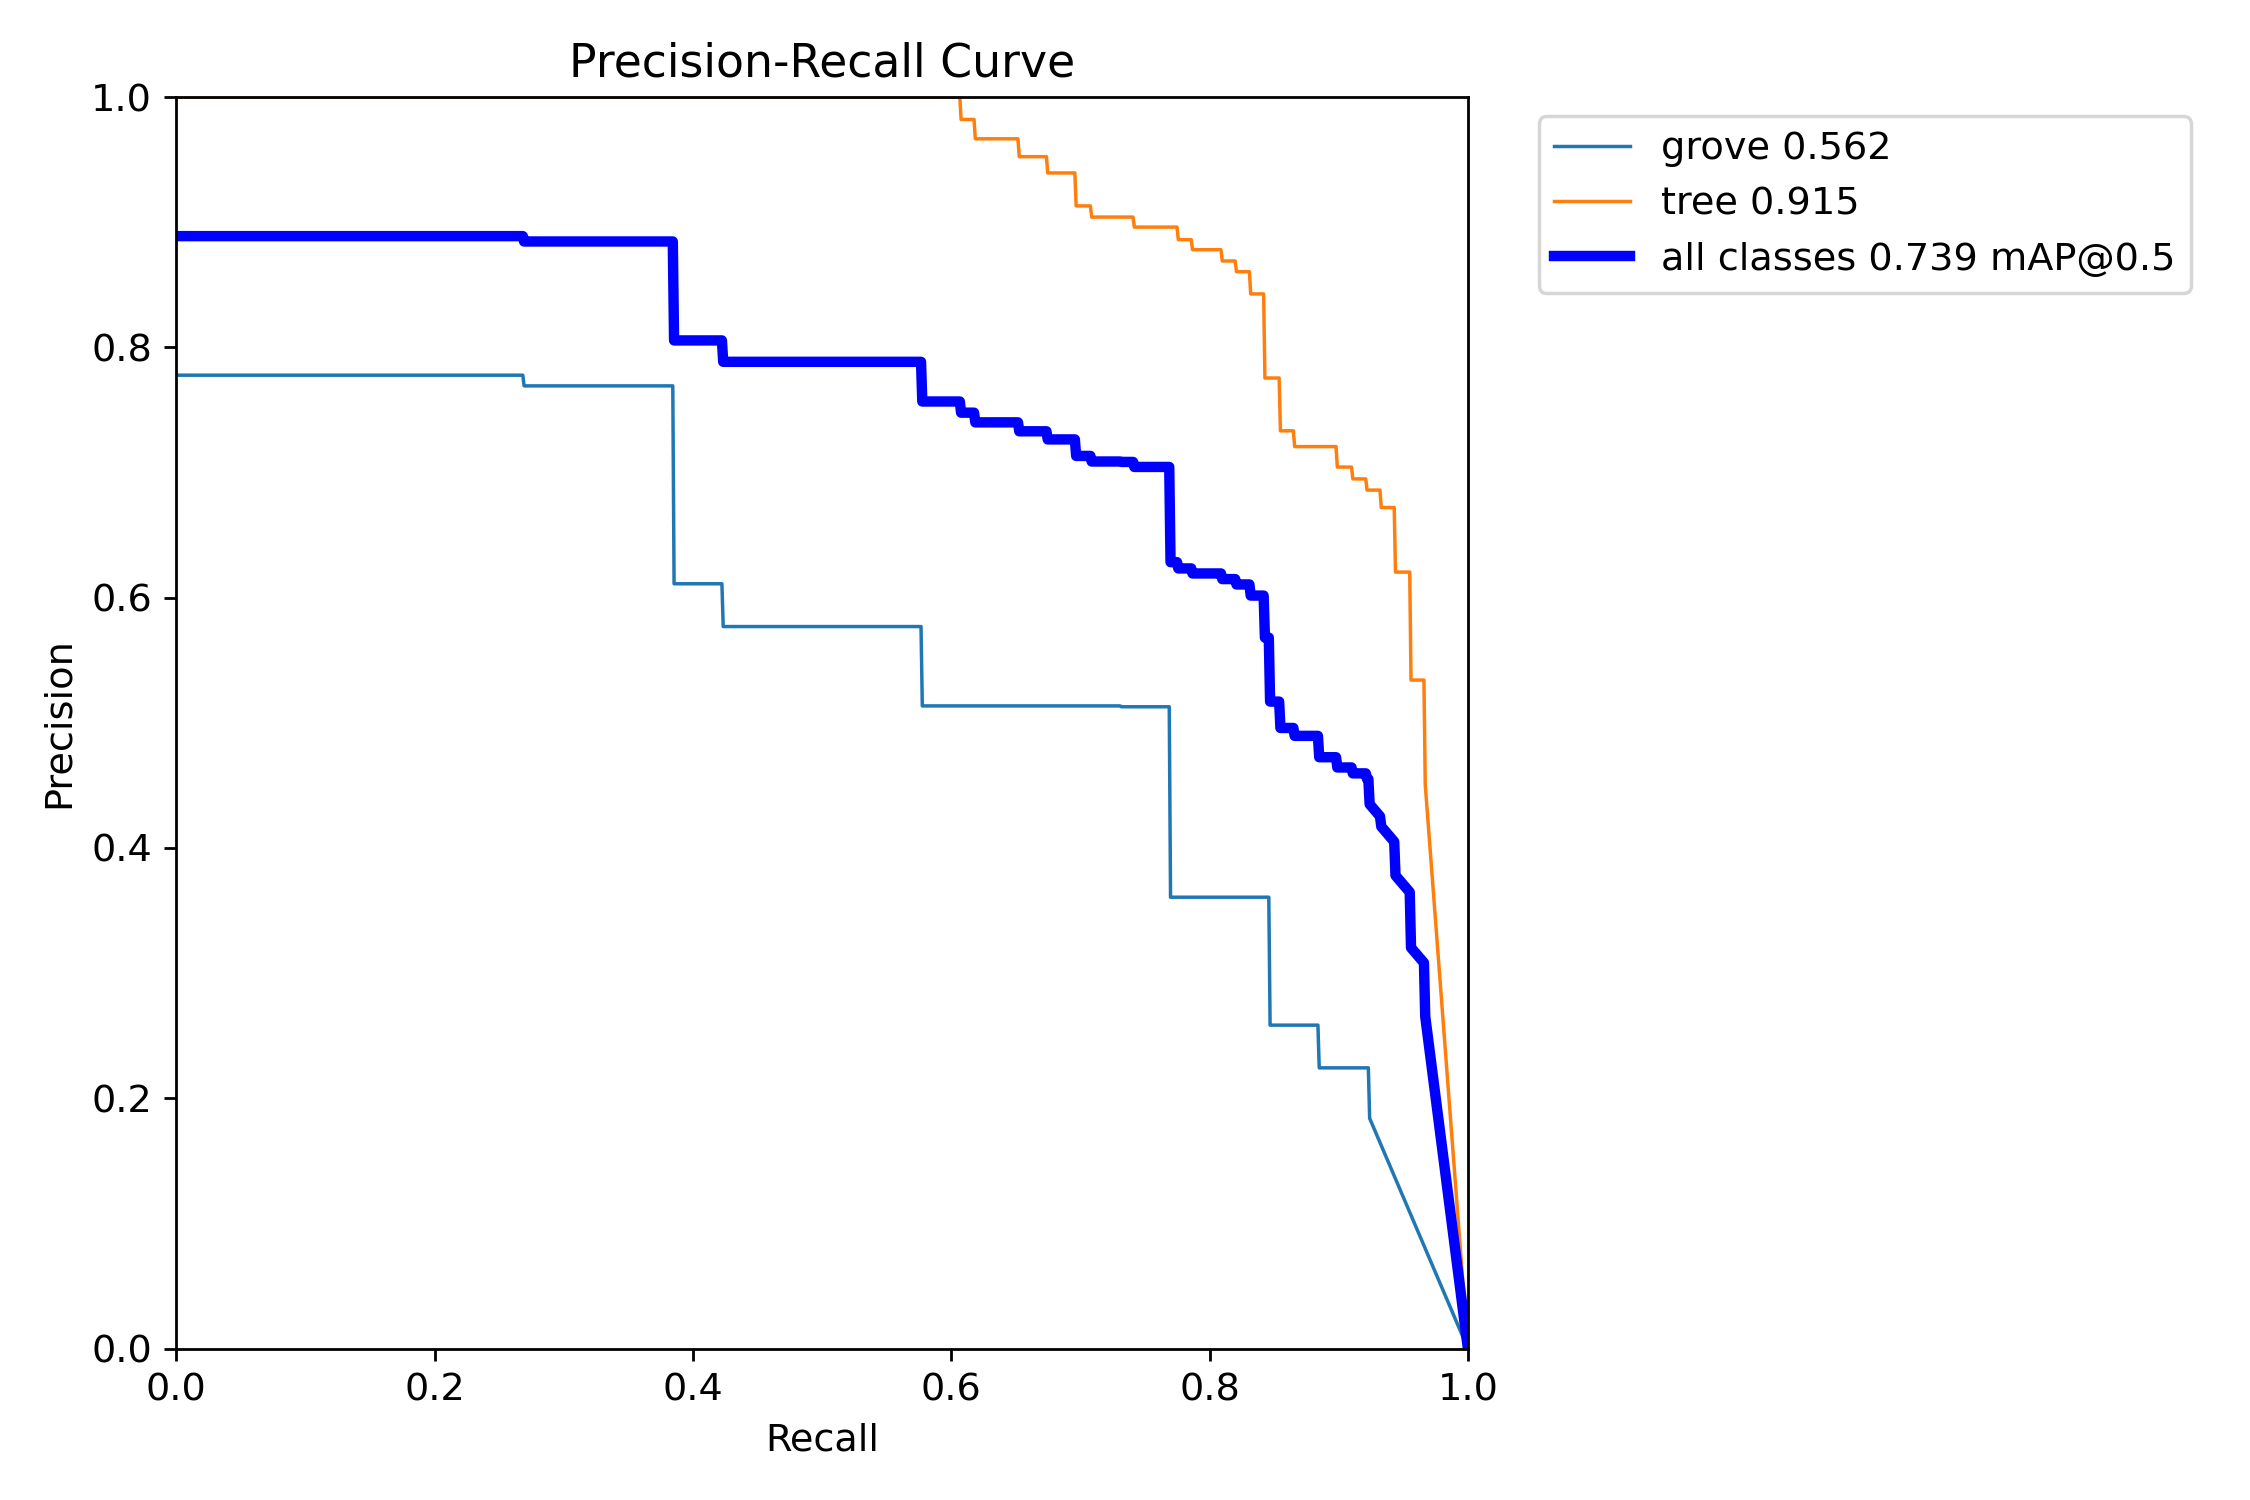 Precision-Recall Curve
1.0
0.8
0.6
0.4
0.2
0.0
Precision
0.0 0.2 0.4 0.6 0.8 1.0
Recall
grove 0.562
tree 0.915
all classes 0.739 mAP@0.5